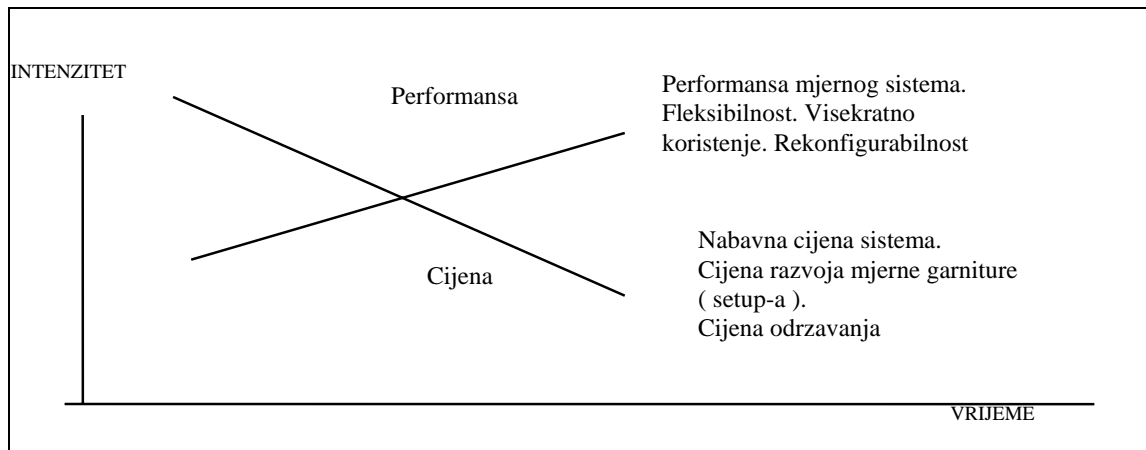 INTENZITET
Performansa
Performansa mjernog sistema.
Fleksibilnost. Visekratno
koristenje. Rekonfigurabilnost
Cijena
Nabavna cijena sistema.
Cijena razvoja mjerne garniture
( setup-a ).
Cijena odrzavanja
VRIJEME